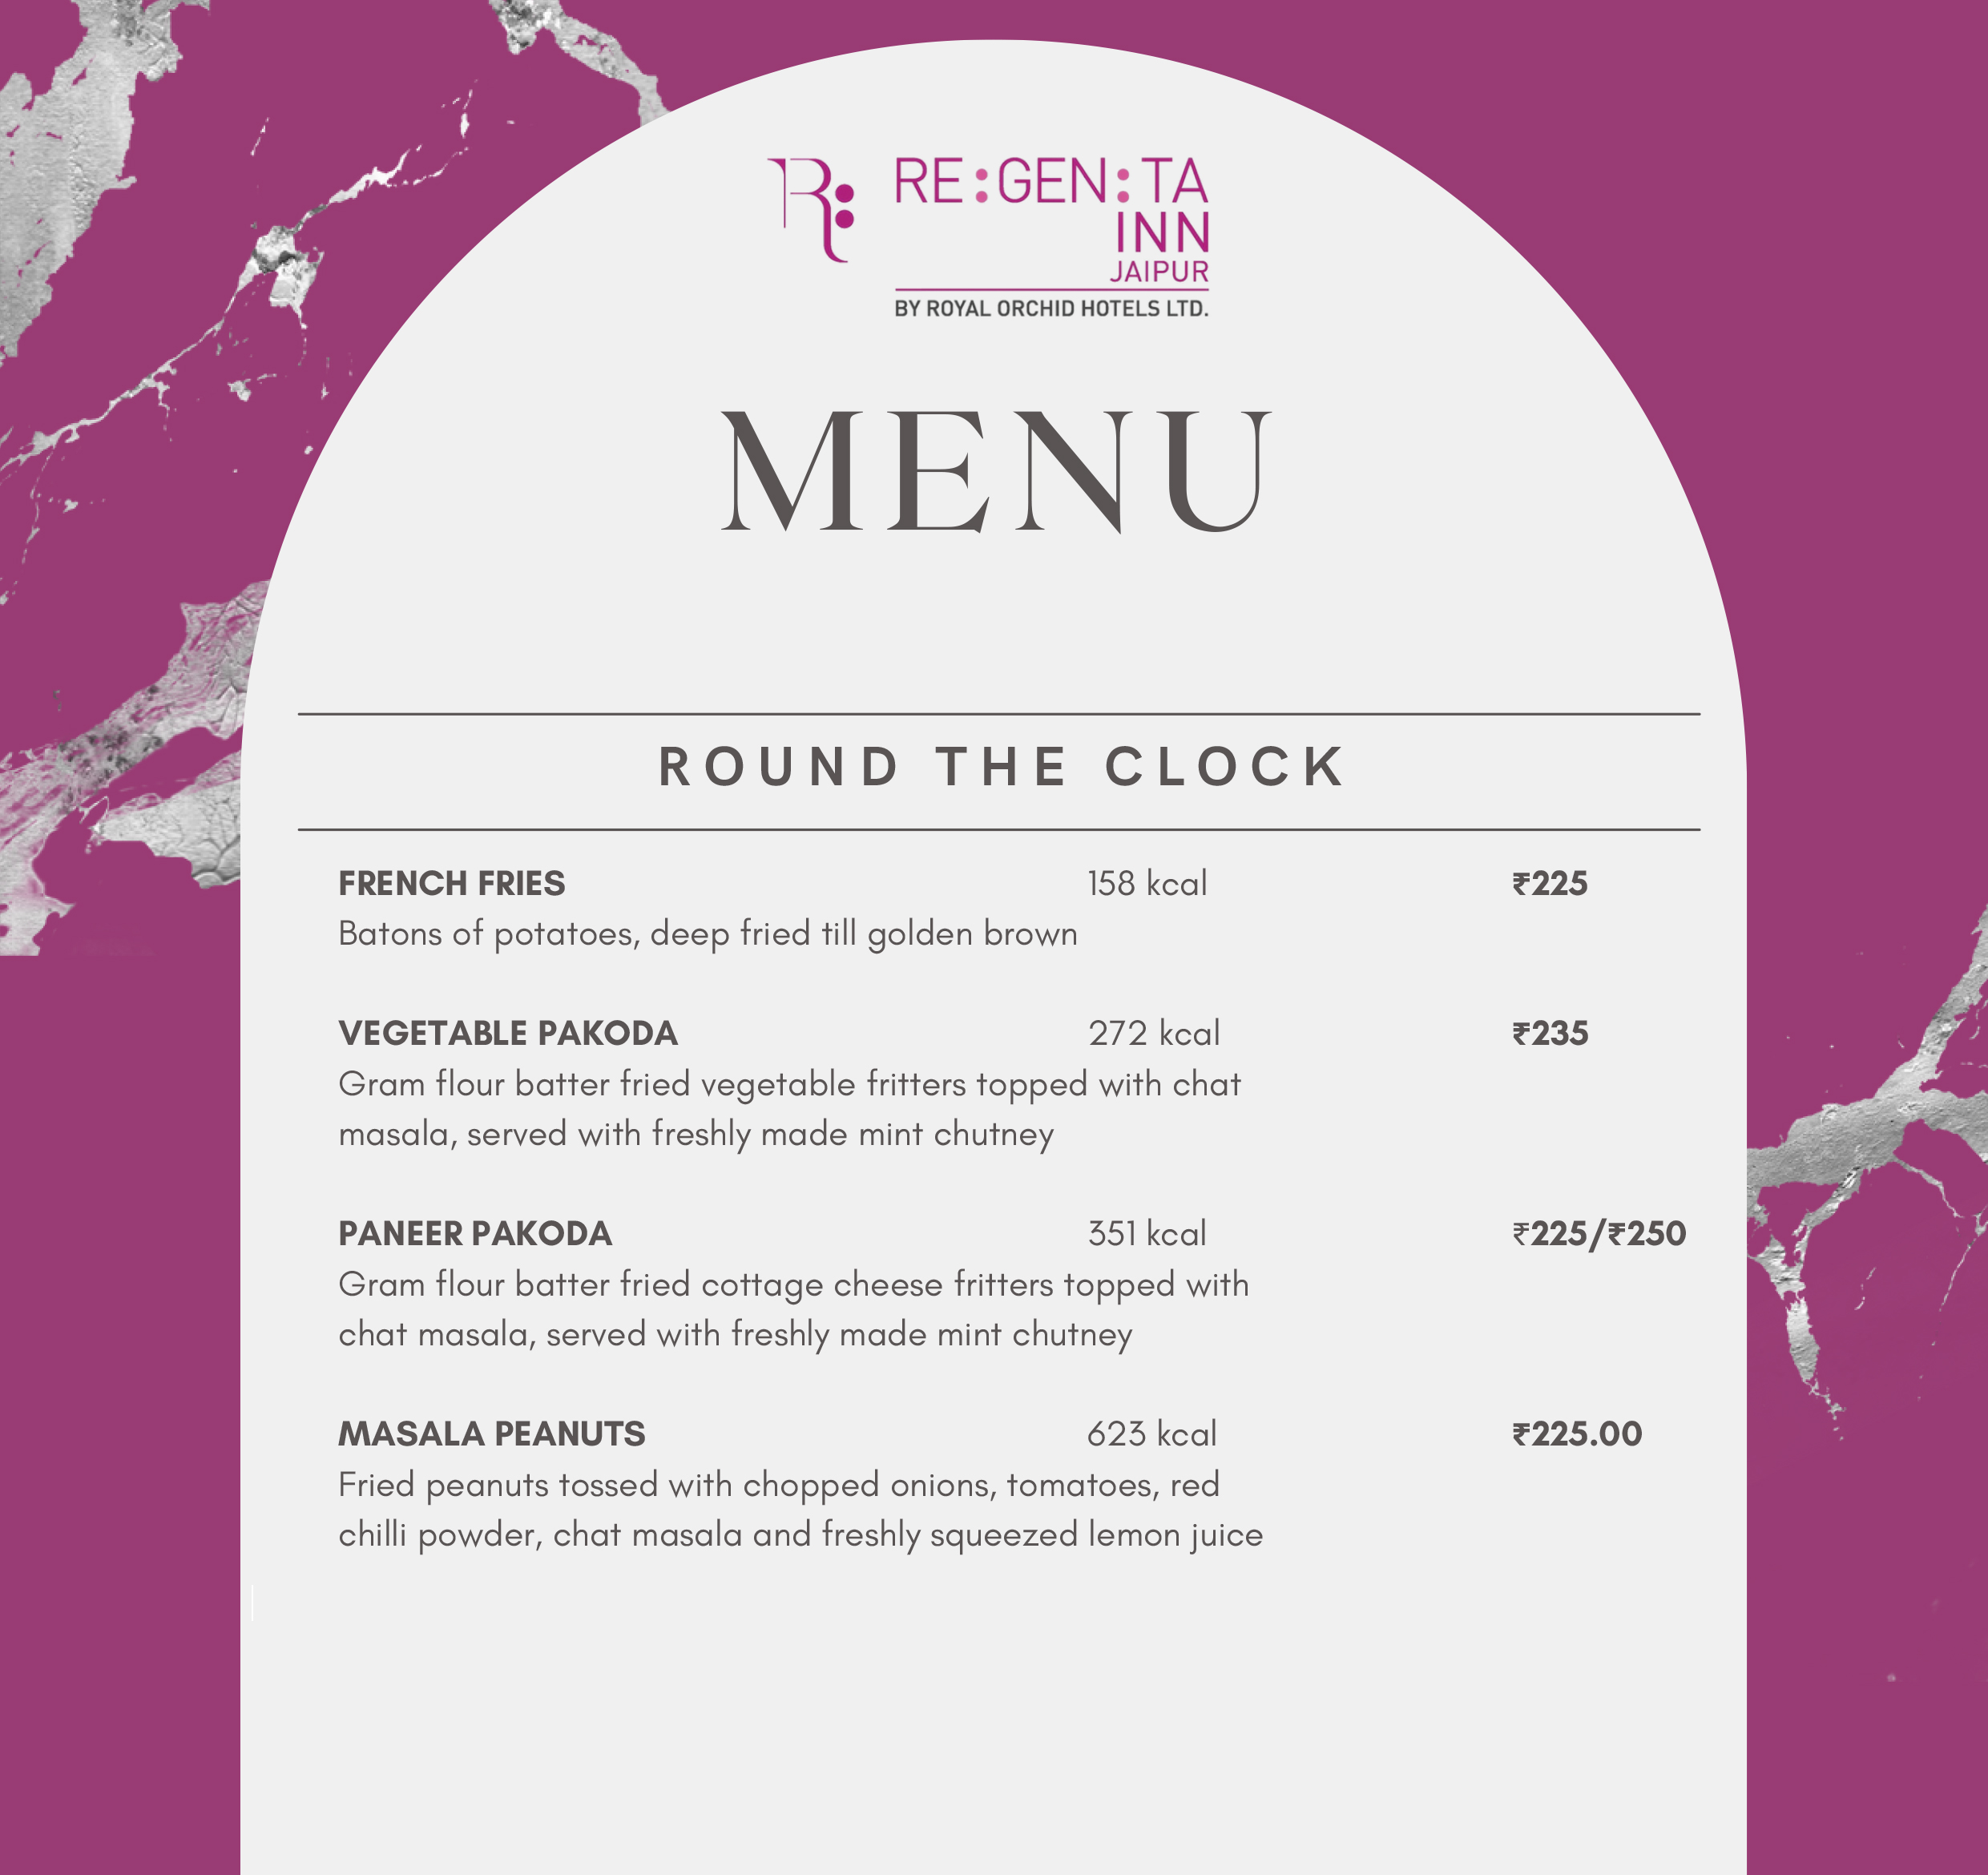 R:
RE:GEN:TA
INN
JAIPUR
BY ROYAL ORCHID HOTELS LTD.
MENU
ROUND THE CLOCK
FRENCH FRIES 158 kcal ₹225
Batons of potatoes, deep fried till golden brown
VEGETABLE PAKODA 272 kcal ₹235
Gram flour batter fried vegetable fritters topped with chat
masala, served with freshly made mint chutney
PANEER PAKODA 351 kcal ₹225/₹250
Gram flour batter fried cottage cheese fritters topped with
chat masala, served with freshly made mint chutney
MASALA PEANUTS 623 kcal ₹225.00
Fried peanuts tossed with chopped onions, tomatoes, red
chilli powder, chat masala and freshly squeezed lemon juice